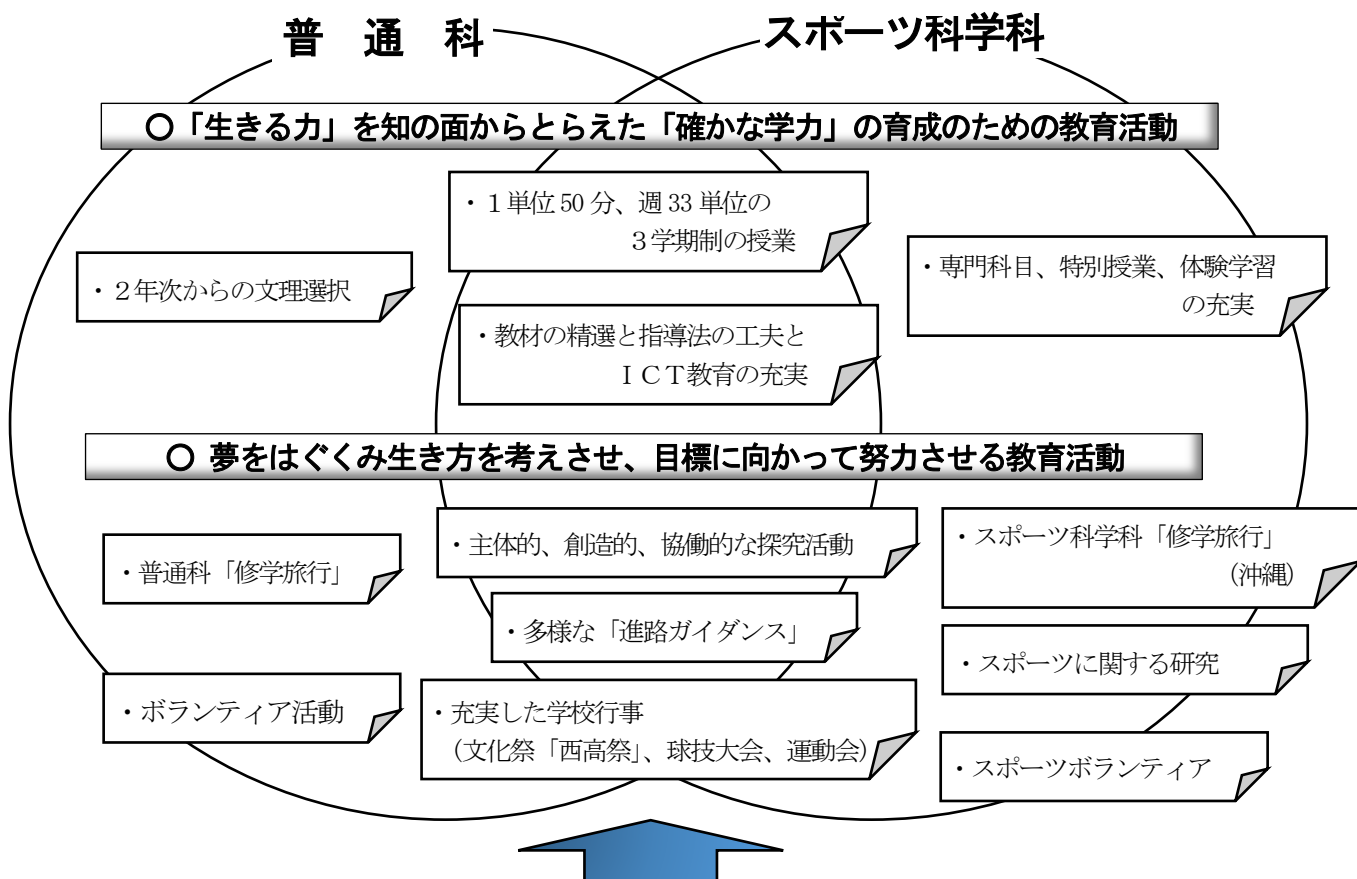 普　通　科
スポーツ科学科
○「生きる力」を知の面からとらえた「確かな学力」の育成のための教育活動
・２年次からの文理選択
・１単位50分、週33単位の
３学期制の授業
・教材の精選と指導法の工夫と
ＩＣＴ教育の充実
・専門科目、特別授業、体験学習
の充実
○ 夢をはぐくみ生き方を考えさせ、目標に向かって努力させる教育活動
・普通科「修学旅行」
・ボランティア活動
・主体的、創造的、協働的な探究活動
・多様な「進路ガイダンス」
・充実した学校行事
（文化祭「西高祭」、球技大会、運動会）
・スポーツ科学科「修学旅行」
（沖縄）
・スポーツに関する研究
・スポーツボランティア